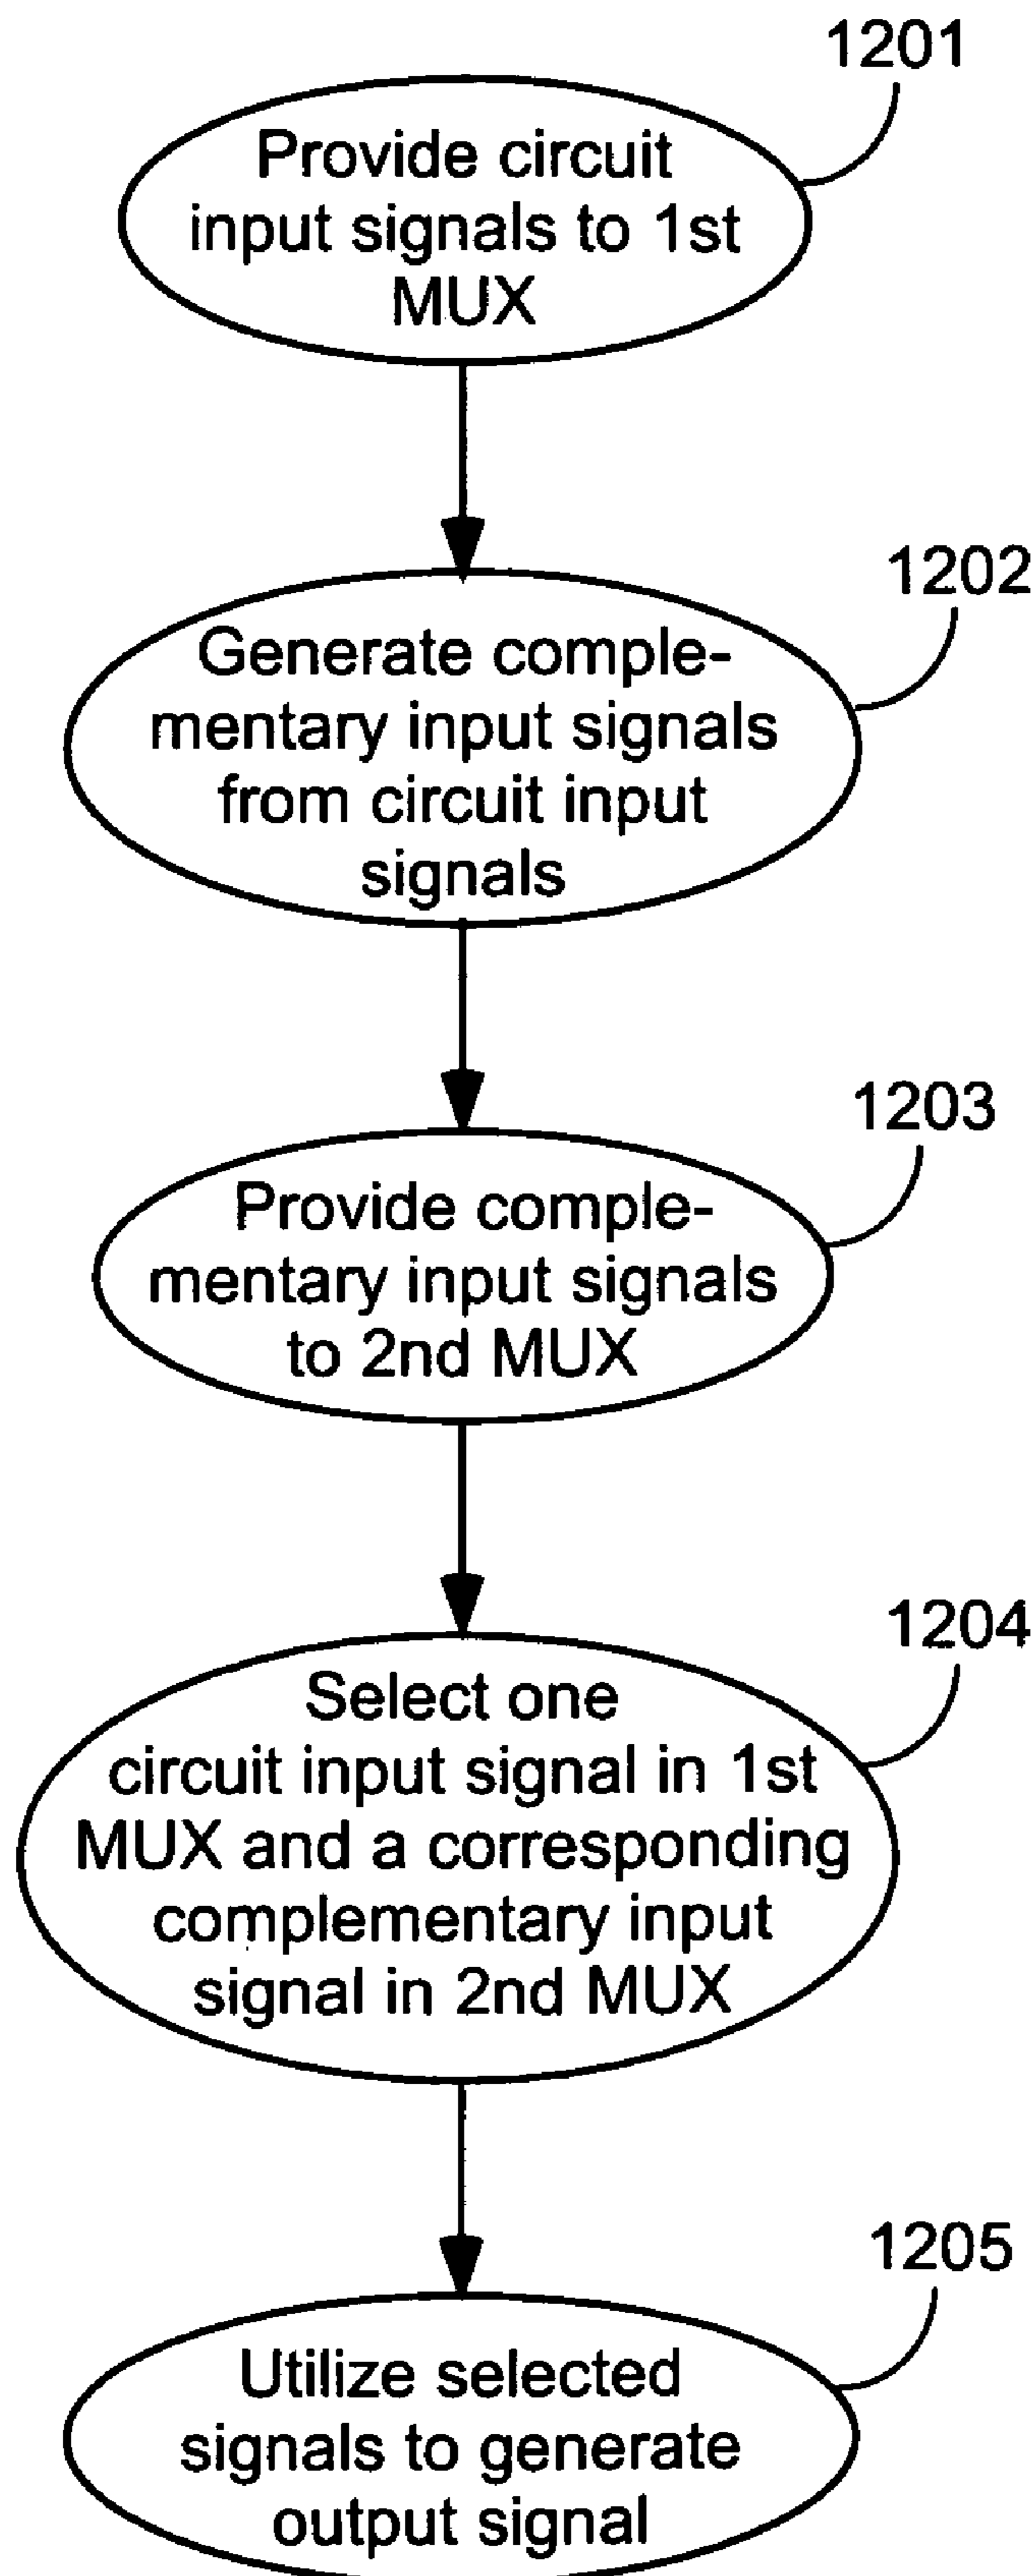 1201
Provide circuit
input signals to 1st
MUX
1202
Generate comple-
mentary input signals
from circuit input
signals
1203
Provide comple-
mentary input signals
to 2nd MUX
1204
Select one
circuit input signal in 1st
MUX and a corresponding
complementary input
signal in 2nd MUX
1205
Utilize selected
signals to generate
output signal